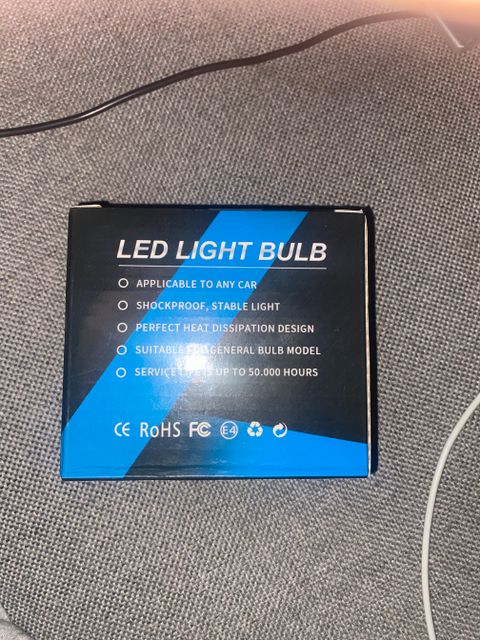 LED LIGHT BULB
APPLICABLE TO ANY CAR
SHOCKPROOF, STABLE LIGHT
PERFECT HEAT DISSIPATION DESIGN
SUITABLE GENERAL BULB MODEL
SERVICE IS UP TO 50.000 HOURS
CE RoHS FC E4